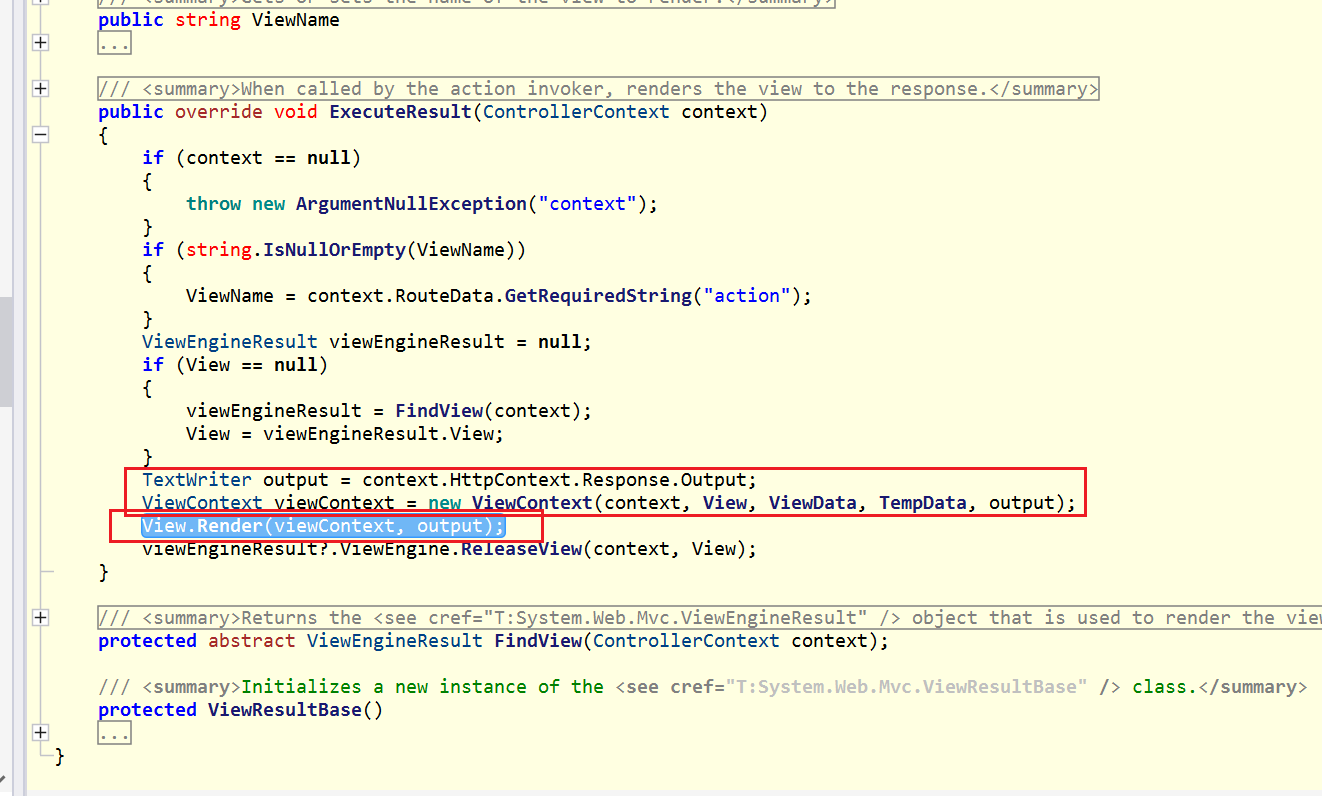 /// <summary>Gets or sets the name of the view to render.</summary>
public string ViewName
...
/// <summary>When called by the action invoker, renders the view to the response.</summary>
public override void ExecuteResult(ControllerContext context)
{
if (context == null)
{
throw new ArgumentNullException("context");
}
if (string.IsNullOrEmpty(ViewName))
{
ViewName = context.RouteData.GetRequiredString("action");
}
ViewEngineResult viewEngineResult = null;
if (View == null)
{
viewEngineResult = FindView(context);
View = viewEngineResult.View;
}
TextWriter output = context.HttpContext.Response.Output;
ViewContext viewContext = new ViewContext(context, View, ViewData, TempData, output);
View.Render(viewContext, output);
viewEngineResult?.ViewEngine.ReleaseView(context, View);
}
/// <summary>Returns the <see cref="T:System.Web.Mvc.ViewEngineResult" /> object that is used to render the view
protected abstract ViewEngineResult FindView(ControllerContext context);
/// <summary>Initializes a new instance of the <see cref="T:System.Web.Mvc.ViewResultBase" /> class.</summary>
protected ViewResultBase()
...
}